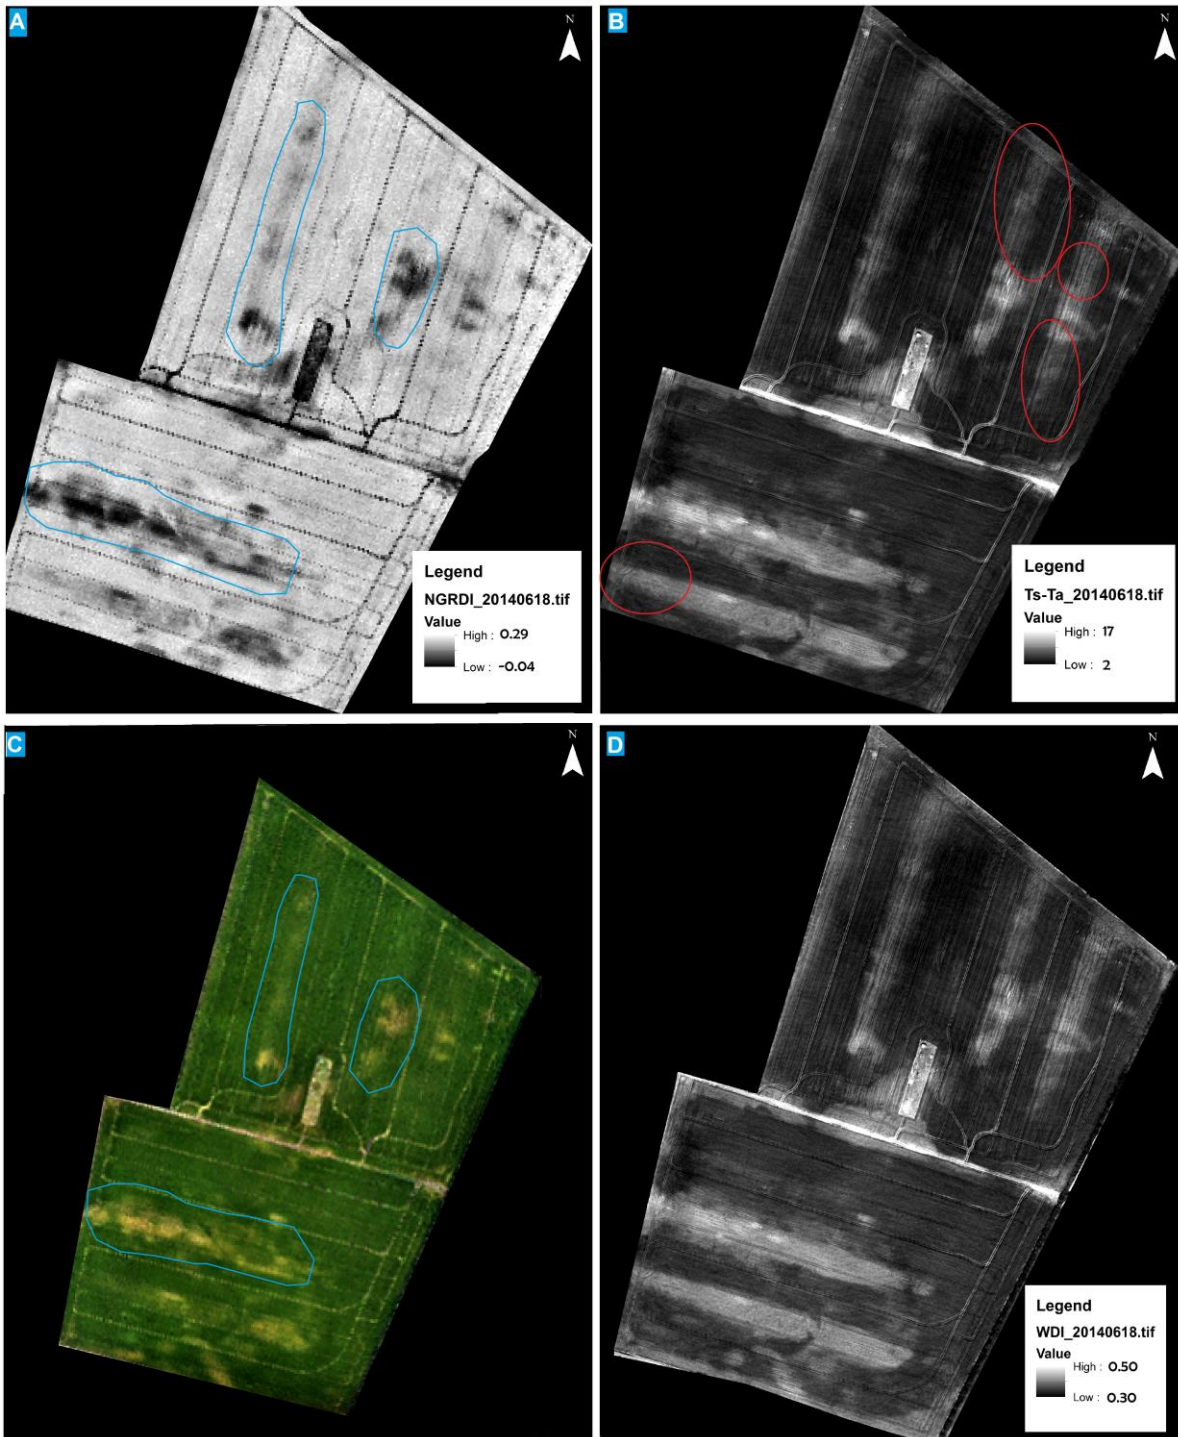 A
N
Legend
NGRDI_20140618.tif
Value
High : 0.29
Low : -0.04
B
N
Legend
Ts-Ta_20140618.tif
Value
High : 17
Low : 2
C
N
D
N
Legend
WDI_20140618.tif
Value
High : 0.50
Low : 0.30